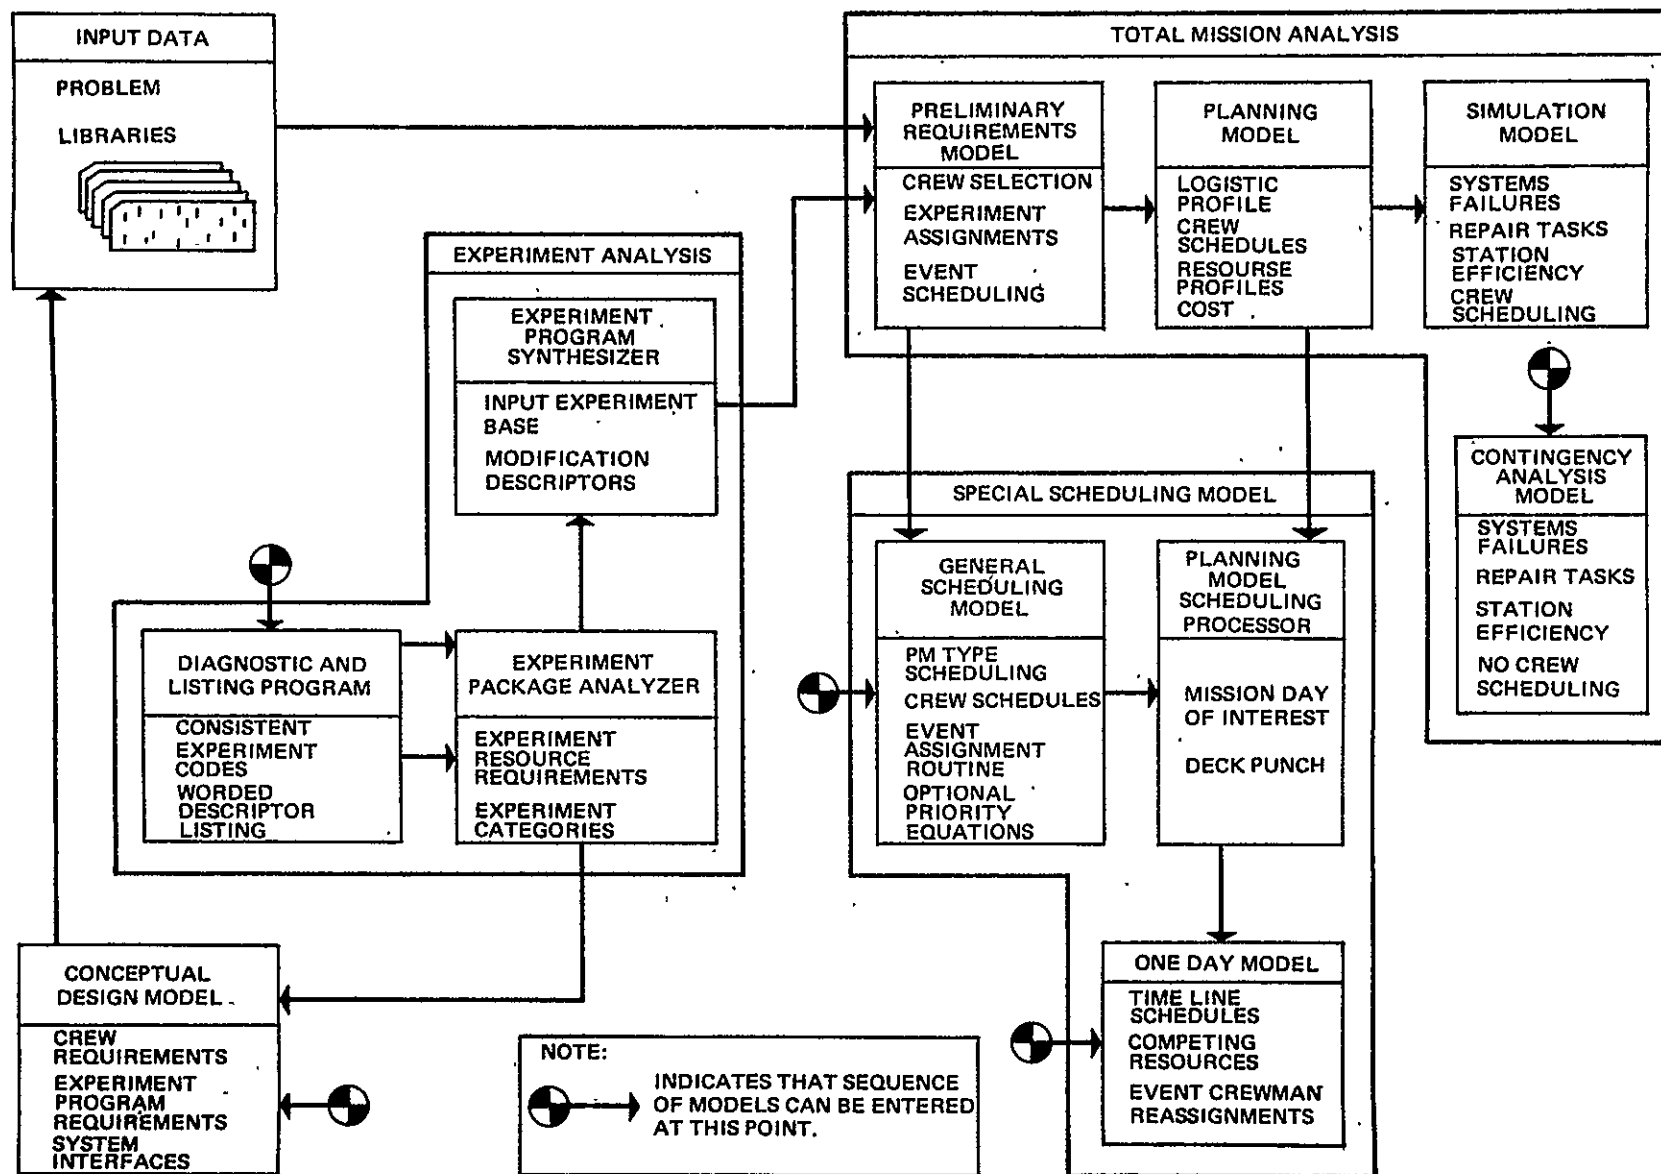 INPUT DATA
PROBLEM
LIBRARIES
TOTAL MISSION ANALYSIS
PRELIMINARY
REQUIREMENTS
MODEL
CREW SELECTION
EXPERIMENT
ASSIGNMENTS
EVENT
SCHEDULING
PLANNING
MODEL
LOGISTIC
PROFILE
CREW
SCHEDULES
RESOURSE
PROFILES
COST
SIMULATION
MODEL
SYSTEMS
FAILURES
REPAIR TASKS
STATION
EFFICIENCY
CREW
SCHEDULING
CONTINGENCY
ANALYSIS
MODEL
SYSTEMS
FAILURES
REPAIR TASKS
STATION
EFFICIENCY
NO CREW
SCHEDULING
EXPERIMENT ANALYSIS
EXPERIMENT
PROGRAM
SYNTHESIZER
INPUT EXPERIMENT
BASE
MODIFICATION
DESCRIPTORS
DIAGNOSTIC AND
LISTING PROGRAM
CONSISTENT
EXPERIMENT
CODES
WORDED
DESCRIPTOR
LISTING
EXPERIMENT
PACKAGE ANALYZER
EXPERIMENT
RESOURCE
REQUIREMENTS
EXPERIMENT
CATEGORIES
SPECIAL SCHEDULING MODEL
GENERAL
SCHEDULING
MODEL
PM TYPE
SCHEDULING
CREW SCHEDULES
EVENT
ASSIGNMENT
ROUTINE
OPTIONAL
PRIORITY
EQUATIONS
PLANNING
MODEL
SCHEDULING
PROCESSOR
MISSION DAY
OF INTEREST
DECK PUNCH
ONE DAY MODEL
TIME LINE
SCHEDULES
COMPETING
RESOURCES
EVENT CREWMAN
REASSIGNMENTS
CONCEPTUAL
DESIGN MODEL
CREW
REQUIREMENTS
EXPERIMENT
PROGRAM
REQUIREMENTS
SYSTEM
INTERFACES
NOTE:
INDICATES THAT SEQUENCE
OF MODELS CAN BE ENTERED
AT THIS POINT.